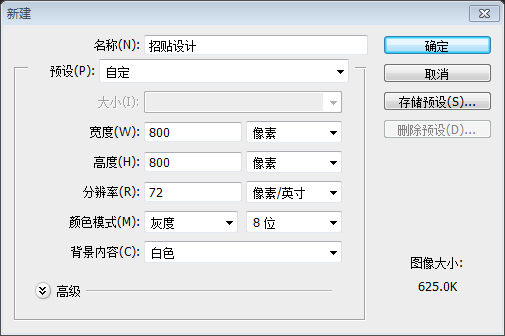 新建
名称(N): 招贴设计
确定
预设(P): 自定
取消
大小(I):
存储预设(S)...
宽度(W): 800 像素
删除预设(D)...
高度(H): 800 像素
分辨率(R): 72 像素/英寸
颜色模式(M): 灰度 8 位
背景内容(C): 白色
图像大小:
625.0K
高级